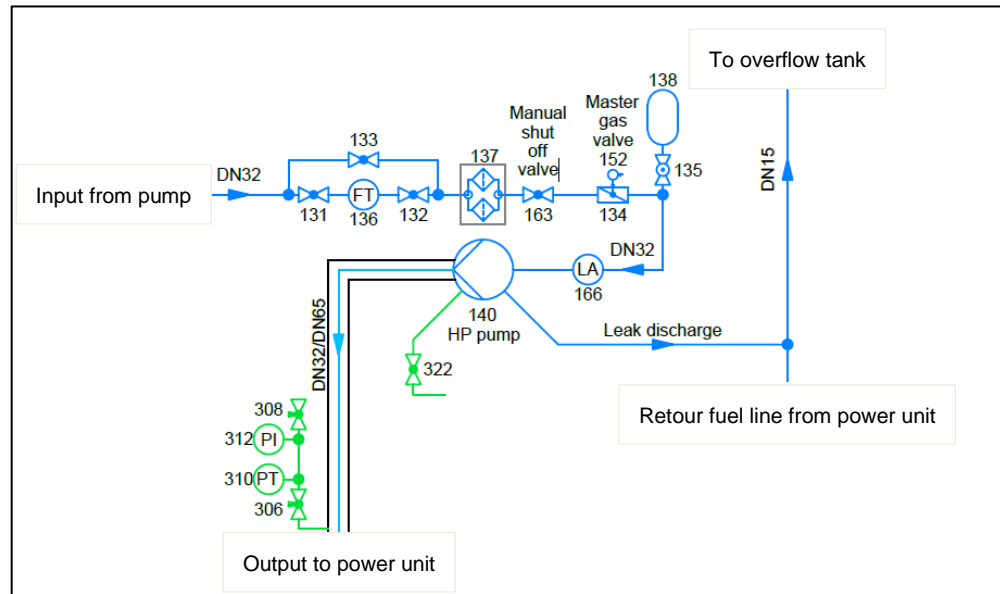 To overflow tank
138
Manual
shut
off
valve
Master
gas
valve
133
137
152
135
DN15
Input from pump
DN32
FT
131
136
132
163
134
DN32
LA
166
140
HP pump
Leak discharge
DN32/DN65
322
Retour fuel line from power unit
308
312 PI
310 PT
306
Output to power unit